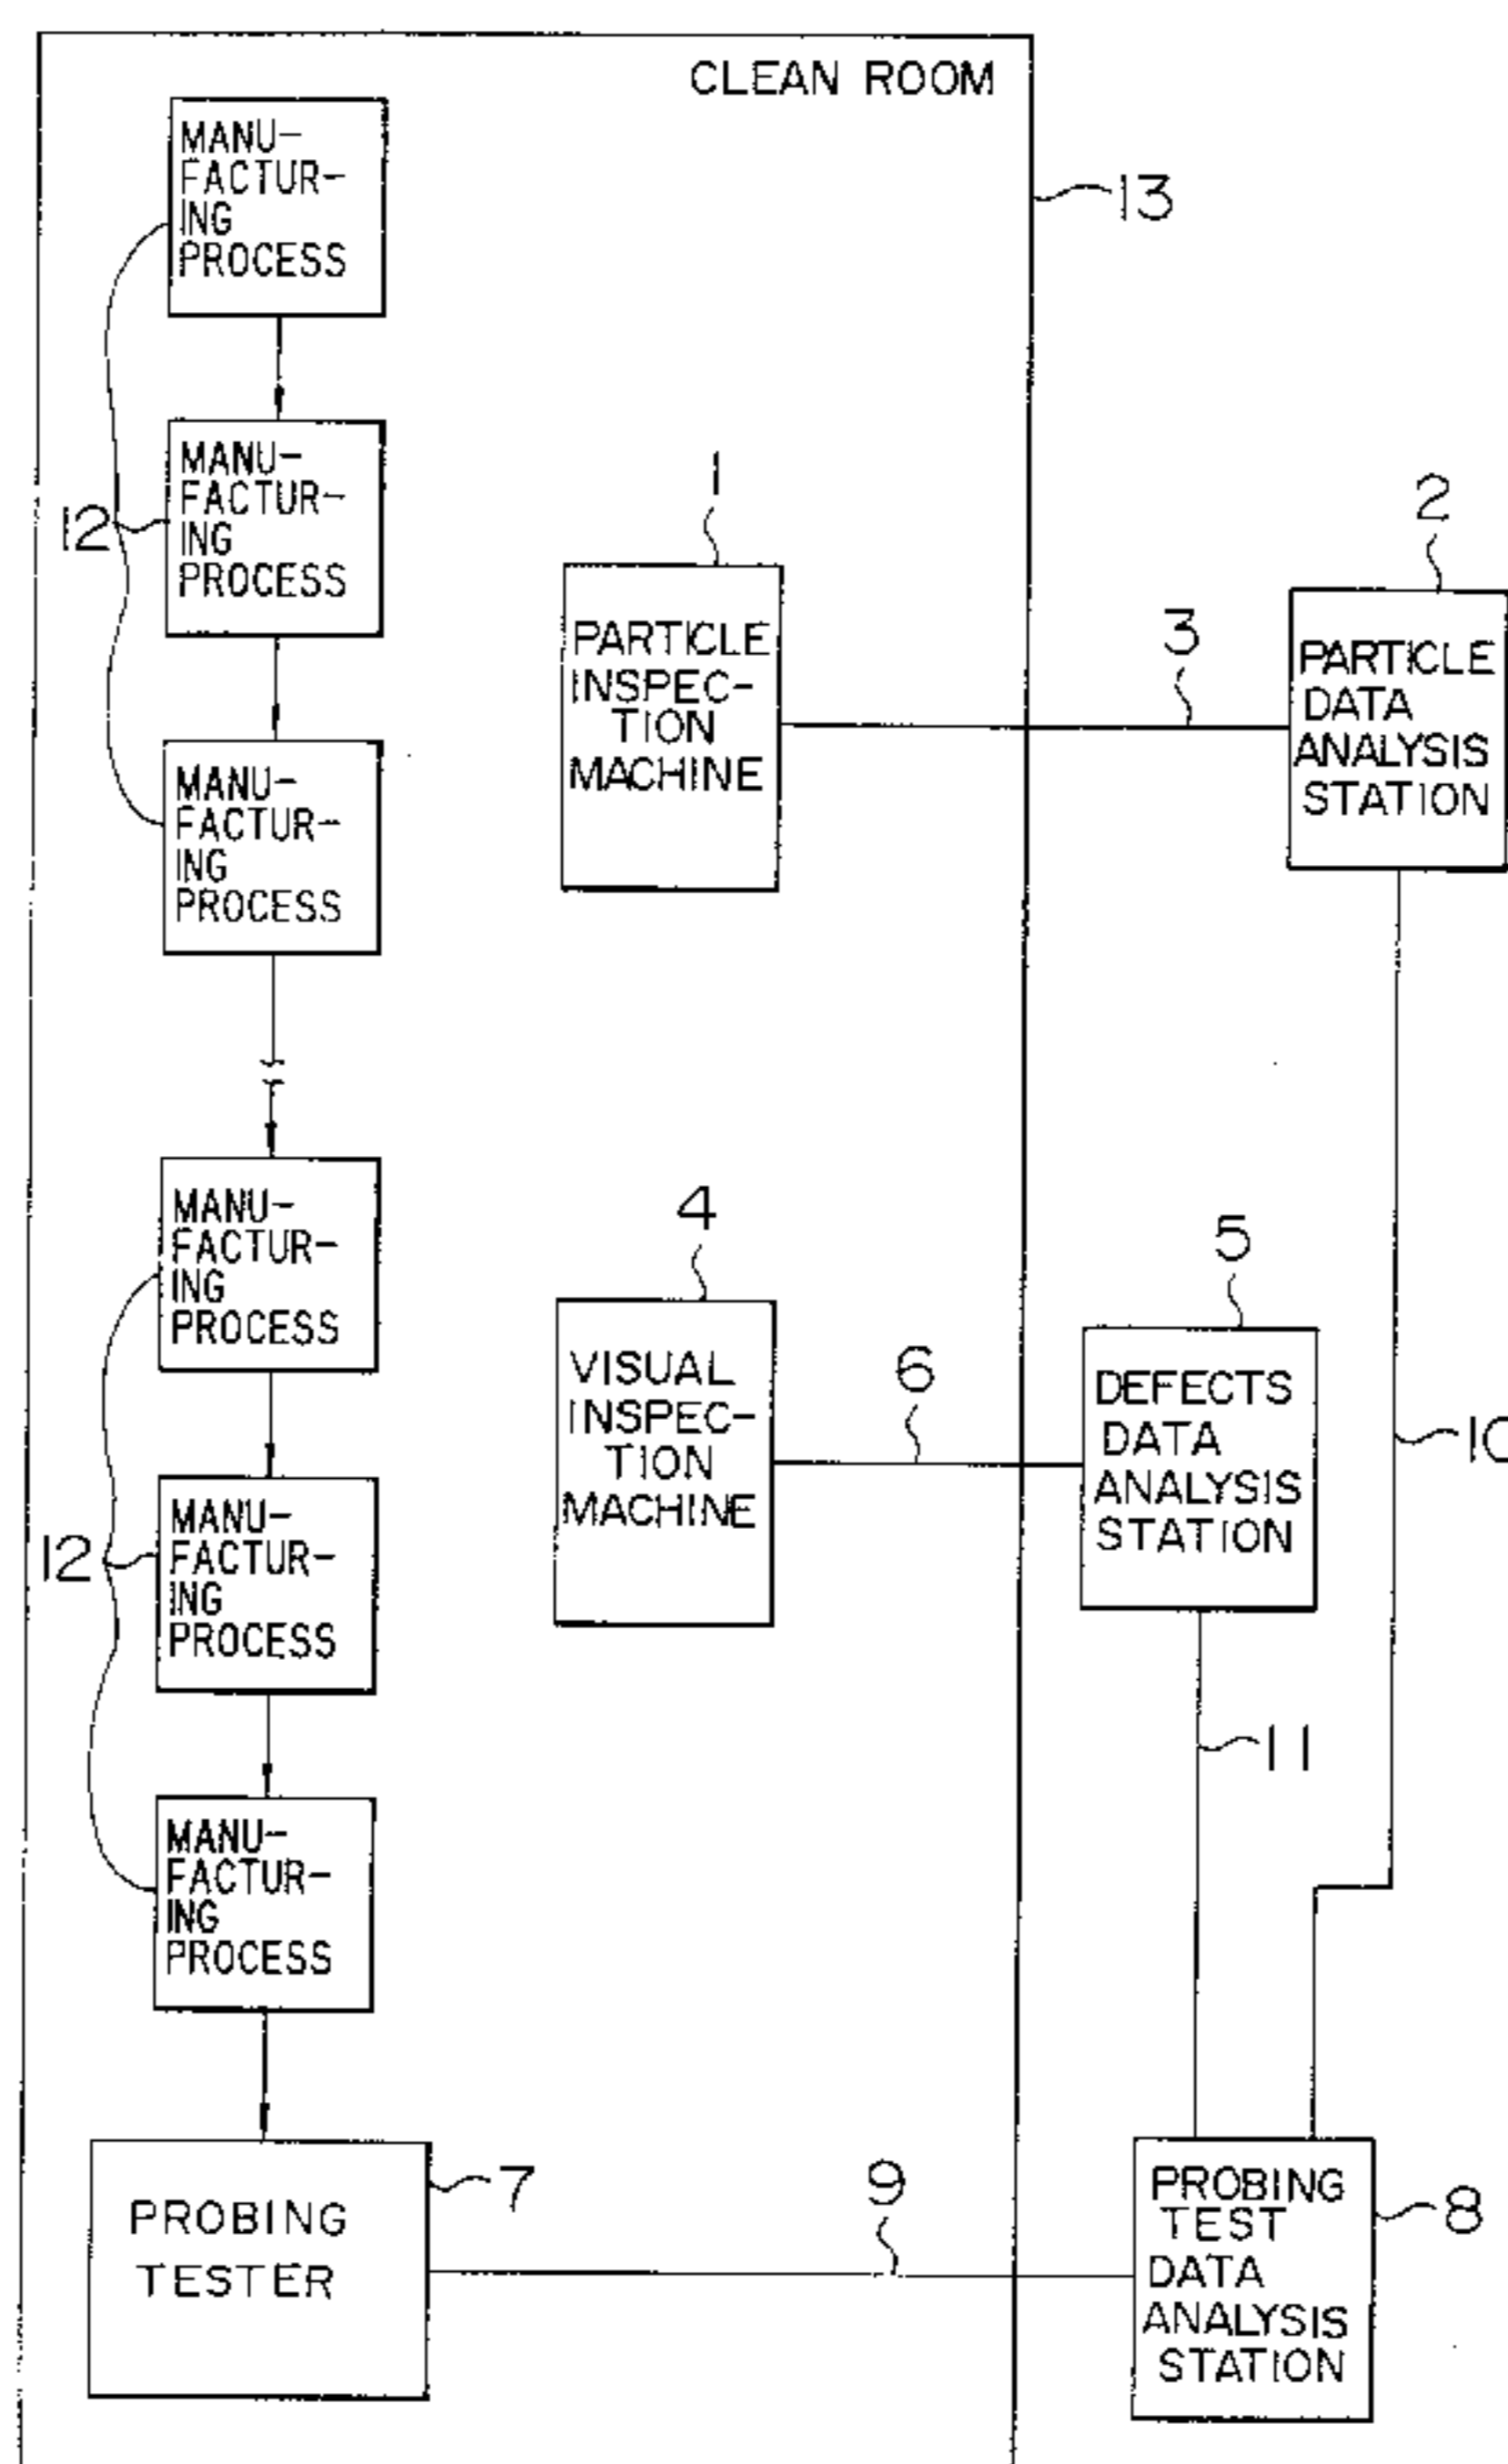 CLEAN ROOM
13
MANU-
FACTUR-
ING
PROCESS
MANU-
FACTUR-
ING
PROCESS
12
MANU-
FACTUR-
ING
PROCESS
1
PARTICLE
INSPEC-
TION
MACHINE
3
2
PARTICLE
DATA
ANALYSIS
STATION
MANU-
FACTUR-
ING
PROCESS
12
MANU-
FACTUR-
ING
PROCESS
MANU-
FACTUR-
ING
PROCESS
4
VISUAL
INSPEC-
TION
MACHINE
6
5
DEFECTS
DATA
ANALYSIS
STATION
10
11
PROBING
TESTER
7
9
PROBING
TEST
DATA
ANALYSIS
STATION
8